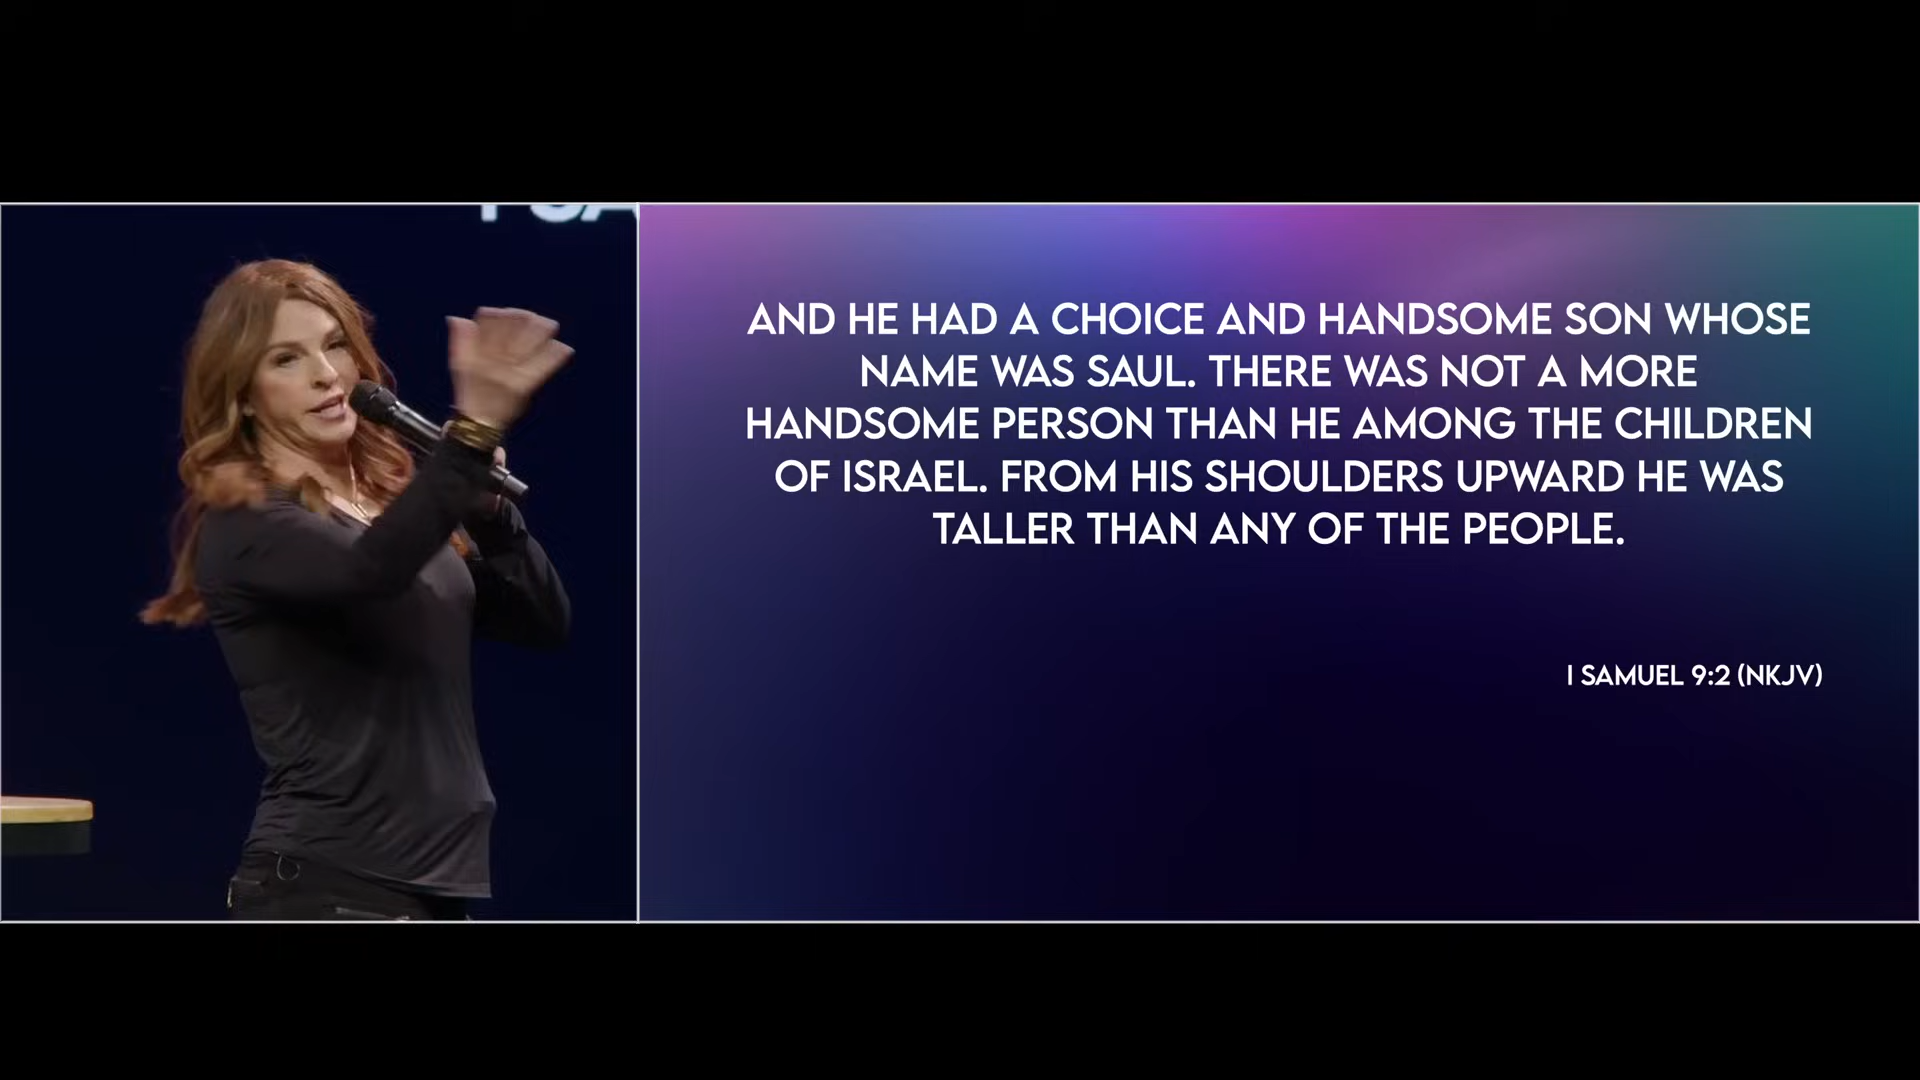 AND HE HAD A CHOICE AND HANDSOME SON WHOSE
NAME WAS SAUL. THERE WAS NOT A MORE
HANDSOME PERSON THAN HE AMONG THE CHILDREN
OF ISRAEL. FROM HIS SHOULDERS UPWARD HE WAS
TALLER THAN ANY OF THE PEOPLE.
I SAMUEL 9:2 (NKJV)